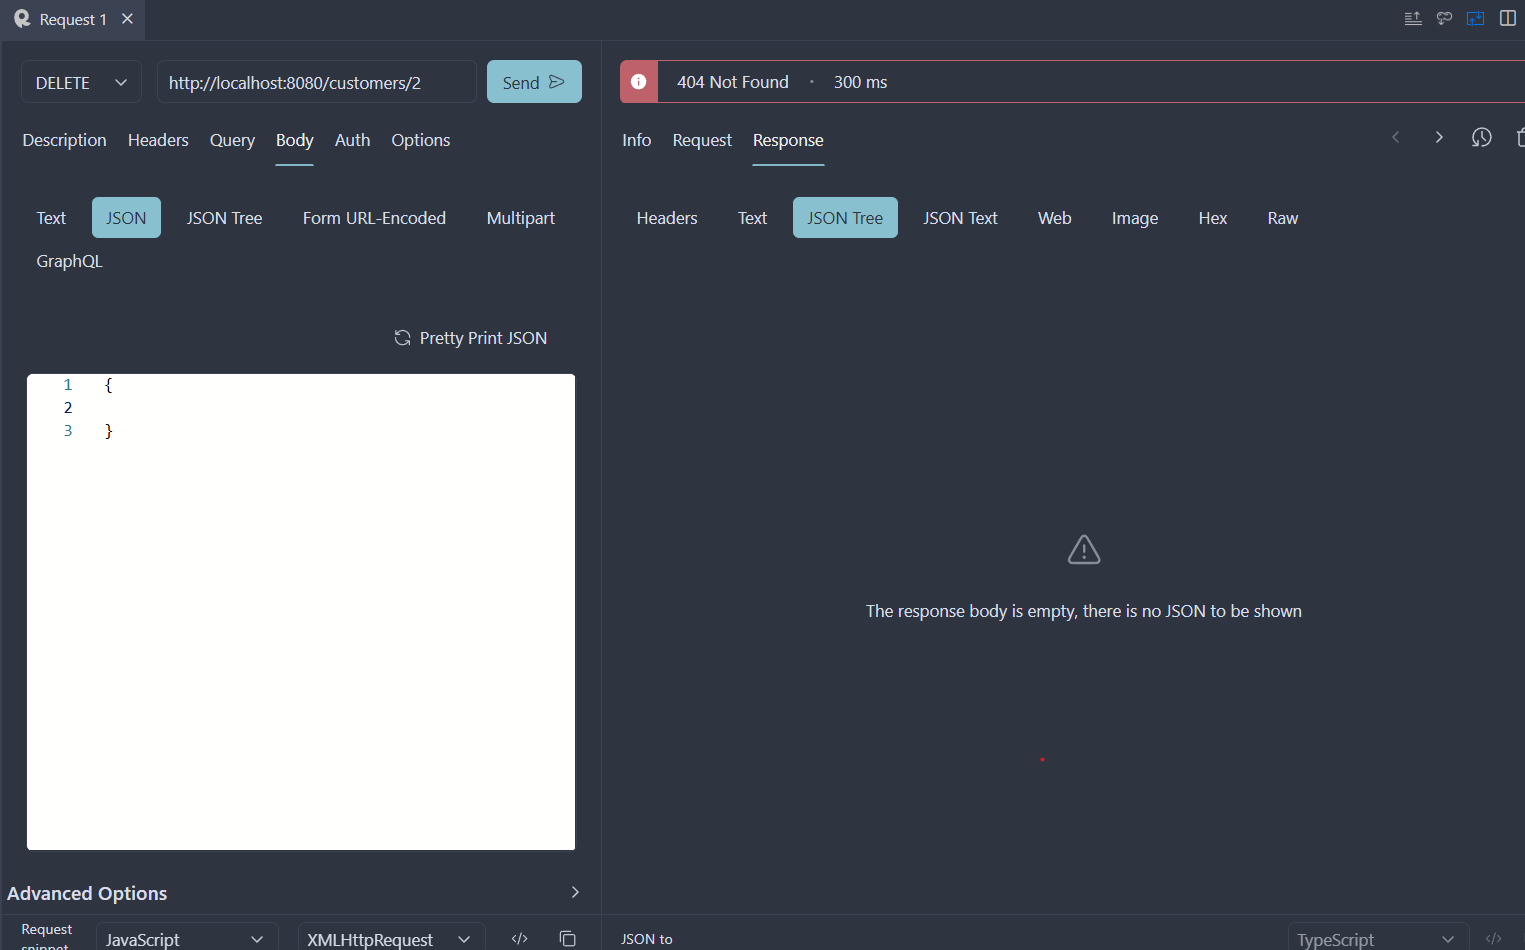 Request 1
DELETE
http://localhost:8080/customers/2
Send
404 Not Found · 300 ms
Description Headers Query Body Auth Options
Info Request Response
Text JSON JSON Tree Form URL-Encoded Multipart
GraphQL
Headers Text JSON Tree JSON Text Web Image Hex Raw
Pretty Print JSON
1 {
2
3 }
The response body is empty, there is no JSON to be shown
Advanced Options
Request
snippet
JavaScript
XMLHttpRequest
</>
JSON to
TypeScript
</>